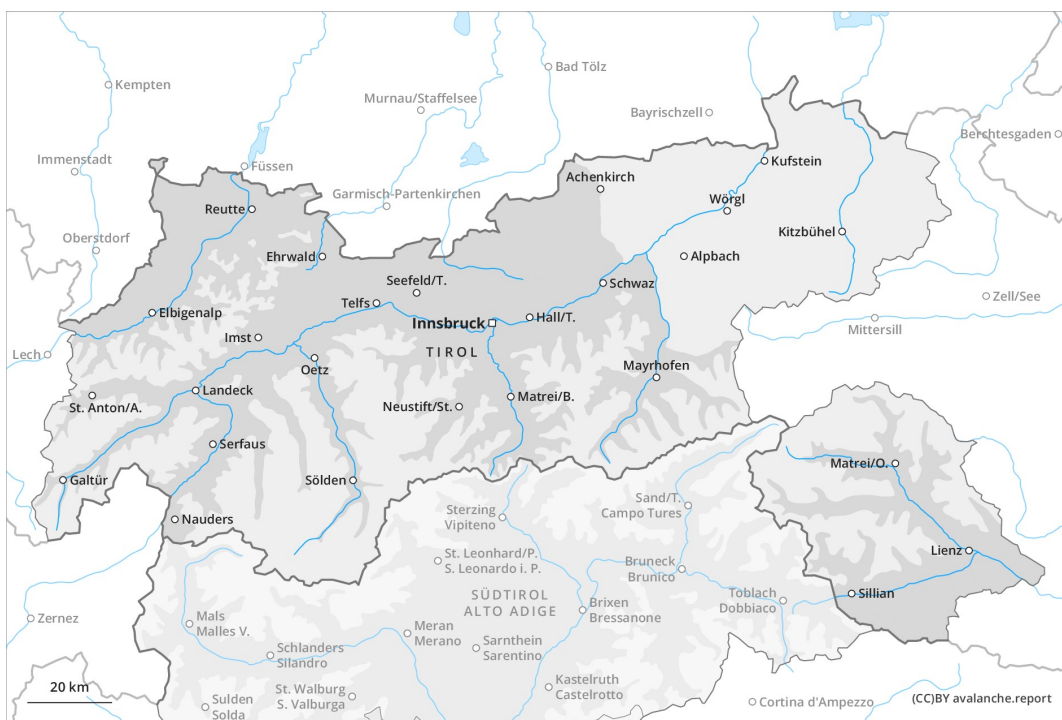 Kempten
Bad Tölz
Murnau/Staffelsee
Bayrischzell
Berchtesgaden
Immenstadt
Füssen
Kufstein
Achenkirch
Garmisch-Partenkirchen
Reutte
Wörgl
Oberstdorf
Kitzbühel
Ehrwald
Alpbach
Seefeld/T.
Schwaz
Zell/See
Telfs
Elbigenalp
Hall/T.
Innsbruck
Mittersill
Imst
TIROL
Lech
Oetz
Mayrhofen
Landeck
St. Anton/A.
Neustift/St.
Matrei/B.
Serfaus
Matrei/O.
Galtür
Sölden
Sand/T.
Campo Tures
Sterzing
Vipiteno
Nauders
Lienz
St. Leonhard/P.
S. Leonardo i. P.
Bruneck
Brunico
SÜDTIROL
ALTO ADIGE
Sillian
Toblach
Dobbiaco
Brixen
Bressanone
Zernez
Mals
Malles V.
Meran
Merano
Sarnthein
Sarentino
Schlanders
Silandro
Kastelruth
Castelrotto
20 km
St. Walburg
S. Valburga
Sulden
Solda
Cortina d'Ampezzo
(CC)BY avalanche.report